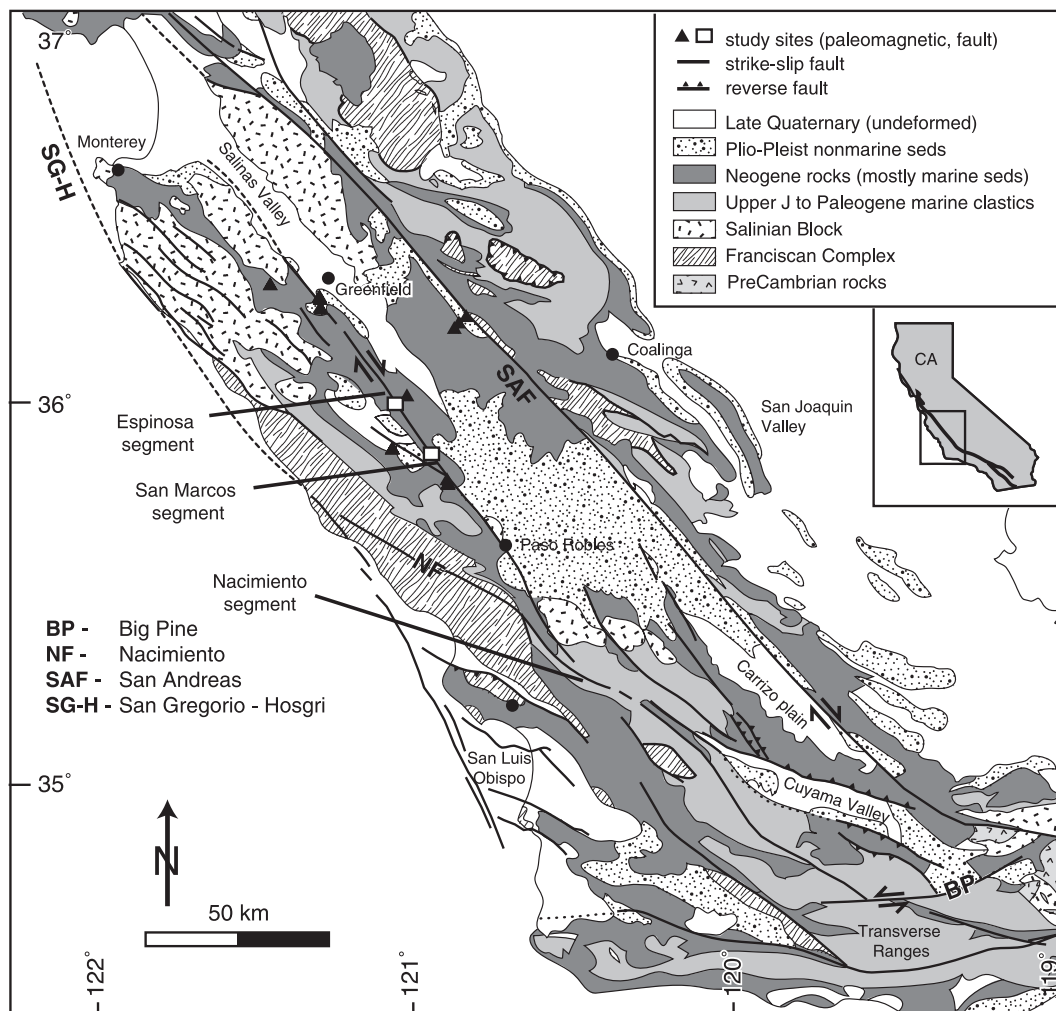 37°
study sites (paleomagnetic, fault)
strike-slip fault
reverse fault
Late Quaternary (undeformed)
Plio-Pleist nonmarine seds
Neogene rocks (mostly marine seds)
Upper J to Paleogene marine clastics
Salinian Block
Franciscan Complex
PreCambrian rocks
Monterey
SG-H
Salinas Valley
Greenfield
CA
Coalinga
SAF
36°
San Joaquin
Valley
Espinosa
segment
San Marcos
segment
Paso Robles
NF
Nacimiento
segment
BP - Big Pine
NF - Nacimiento
SAF - San Andreas
SG-H - San Gregorio - Hosgri
Carrizo plain
35°
San Luis
Obispo
Cuyama Valley
N
BP
50 km
Transverse
Ranges
122°
121°
120°
119°